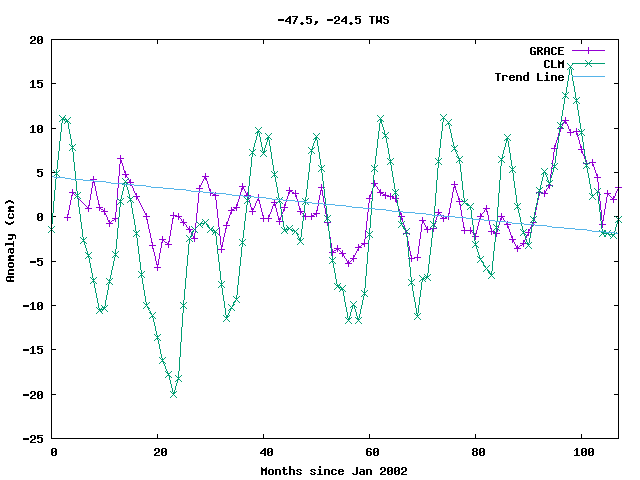 -47.5, -24.5 TWS
GRACE
CLM
Trend Line
20
15
10
5
0
-5
-10
-15
-20
-25
Anomaly (cm)
0 20 40 60 80 100
Months since Jan 2002